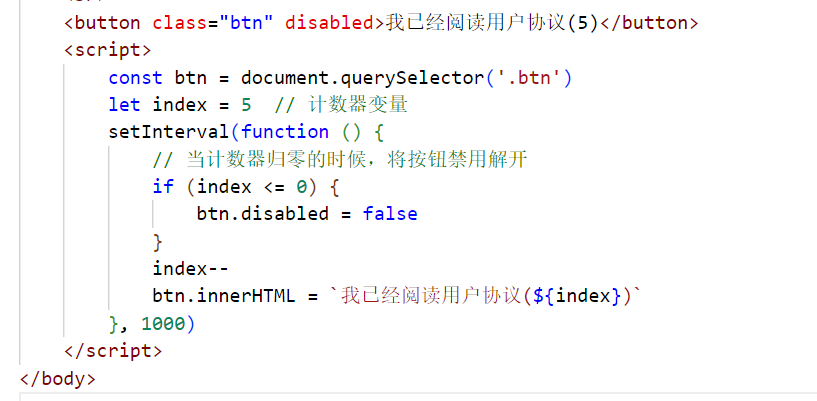 <button class="btn" disabled>我已经阅读用户协议(5)</button>
<script>
const btn = document.querySelector('.btn')
let index = 5  // 计数器变量
setInterval(function () {
// 当计数器归零的时候，将按钮禁用解开
if (index <= 0) {
btn.disabled = false
}
index--
btn.innerHTML = `我已经阅读用户协议(${index})`
}, 1000)
</script>
</body>